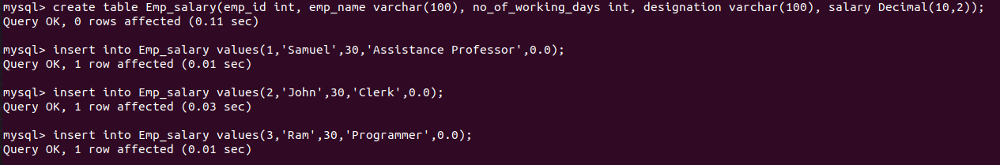 mysql> create table Emp_salary(emp_id int, emp_name varchar(100), no_of_working_days int, designation varchar(100), salary Decimal(10,2));
Query OK, 0 rows affected (0.11 sec)
mysql> insert into Emp_salary values(1,'Samuel',30,'Assistance Professor',0.0);
Query OK, 1 row affected (0.01 sec)
mysql> insert into Emp_salary values(2,'John',30,'Clerk',0.0);
Query OK, 1 row affected (0.03 sec)
mysql> insert into Emp_salary values(3,'Ram',30,'Programmer',0.0);
Query OK, 1 row affected (0.01 sec)